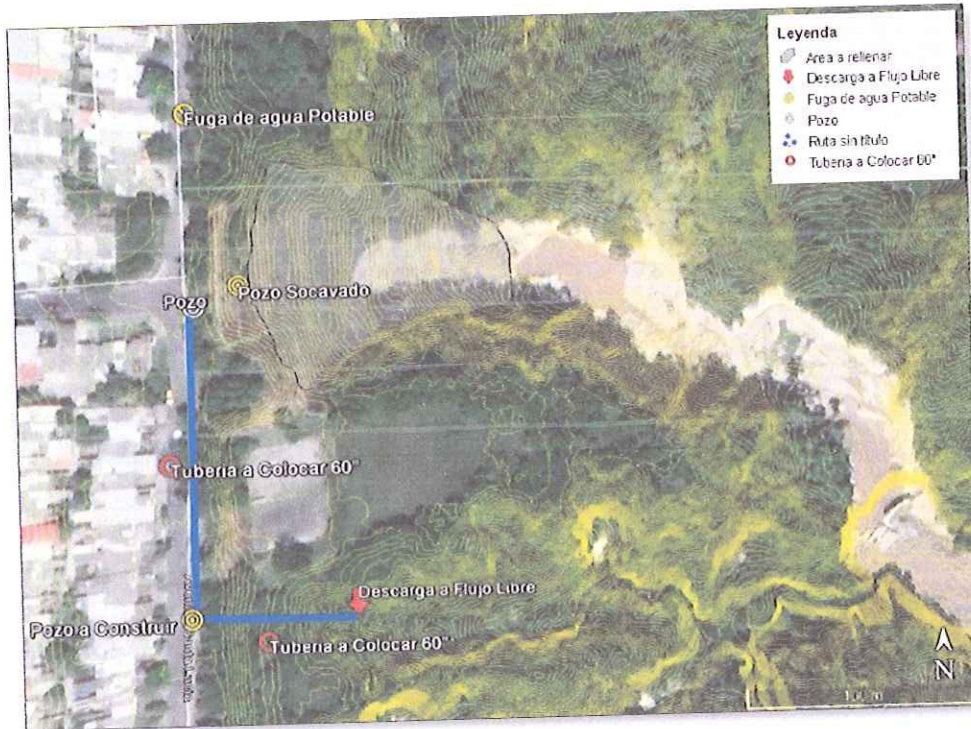 Leyenda
Area a rellenar
Descarga a Flujo Libre
Fuga de agua Potable
Pozo
Ruta sin título
Tuberia a Colocar 60"
Fuga de agua Potable
Pozo Socavado
Pozo
Tuberia a Colocar 60"
Descarga a Flujo Libre
Pozo a Construir
Tuberia a Colocar 60"
N
100 m